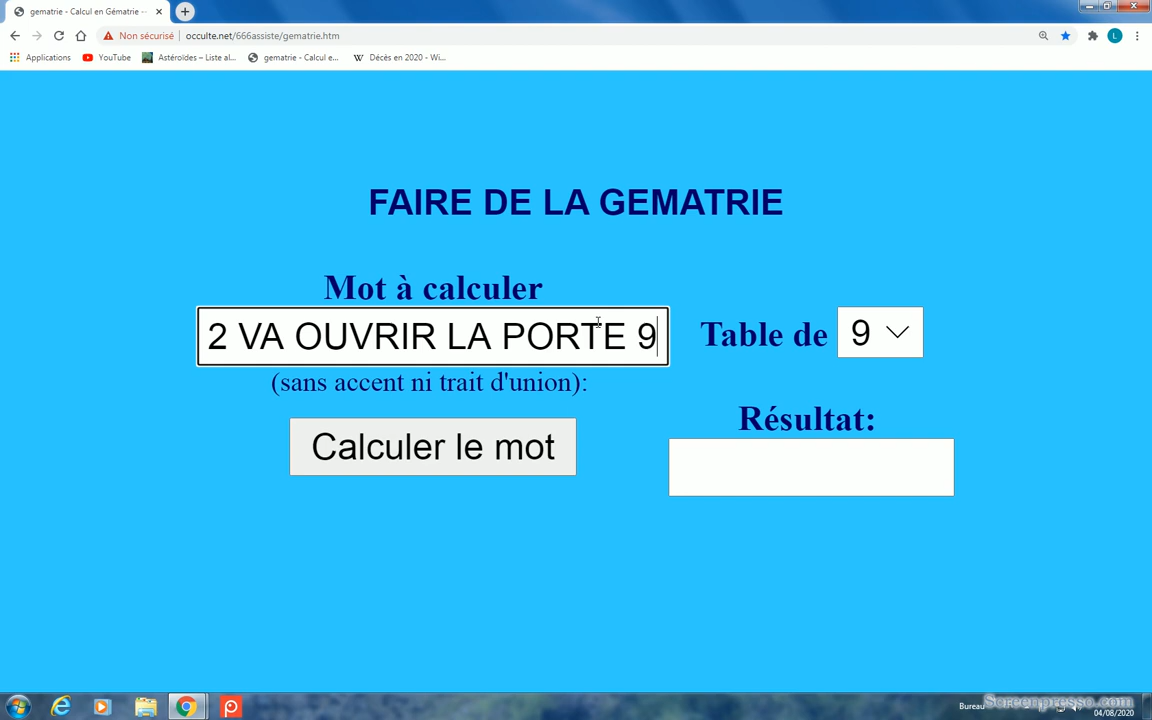 gematrie - Calcul en Gématrie -
Non sécurisé
occulte.net/666assiste/gematrie.htm
L
Applications
YouTube
Astéroïdes – Liste al...
gematrie - Calcul e...
W Décès en 2020 - Wi...
FAIRE DE LA GEMATRIE
Mot à calculer
2 VA OUVRIR LA PORTE 9
Table de 9
(sans accent ni trait d'union):
Résultat:
Calculer le mot
Bureau
Screenpresso.com
04/08/2020